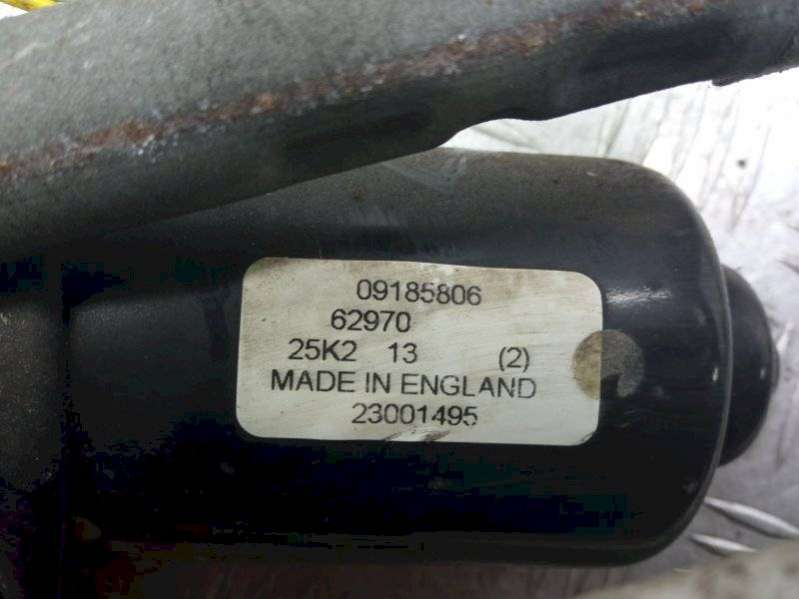 09185806
62970
25K2 13 (2)
MADE IN ENGLAND
23001495